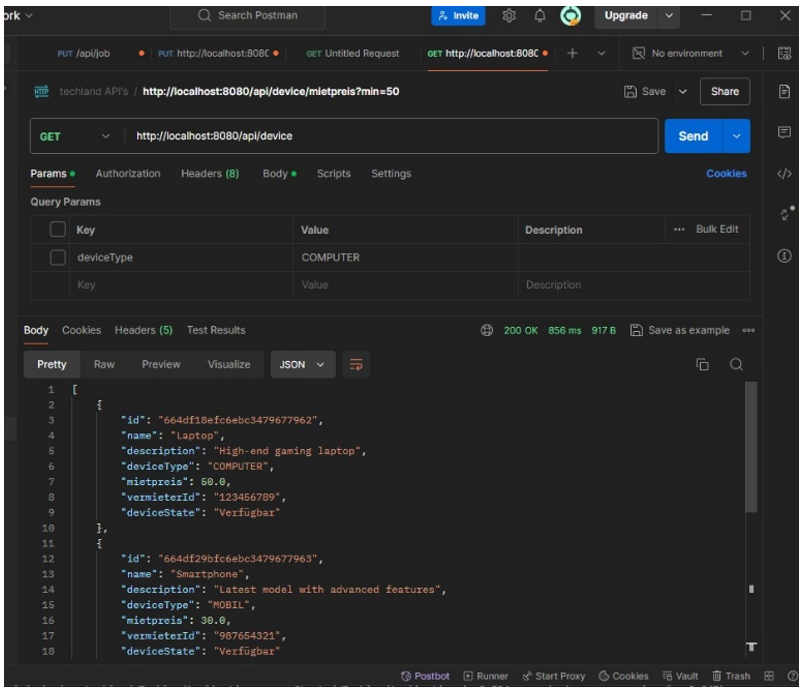 ork
Search Postman
Invite
Upgrade
PUT /api/job
PUT http://localhost:8080
GET Untitled Request
GET http://localhost:8080
No environment
HTTP techland API's / http://localhost:8080/api/device/mietpreis?min=50
Save
Share
GET
http://localhost:8080/api/device
Send
Params
Authorization
Headers (8)
Body
Scripts
Settings
Cookies
Query Params
Key Value Description
Bulk Edit
deviceType COMPUTER
Key Value Description
Body Cookies Headers (5) Test Results
200 OK 856 ms 917 B
Save as example
Pretty Raw Preview Visualize JSON
1 [
2 {
3 "id": "664df18efc6ebc3479677962",
4 "name": "Laptop",
5 "description": "High-end gaming laptop",
6 "deviceType": "COMPUTER",
7 "mietpreis": 50.0,
8 "vermieterId": "123456789",
9 "deviceState": "Verfügbar"
10 },
11 {
12 "id": "664df29bfc6ebc3479677963",
13 "name": "Smartphone",
14 "description": "Latest model with advanced features",
15 "deviceType": "MOBIL",
16 "mietpreis": 30.0,
17 "vermieterId": "987654321",
18 "deviceState": "Verfügbar"
Postbot Runner Start Proxy Cookies Vault Trash